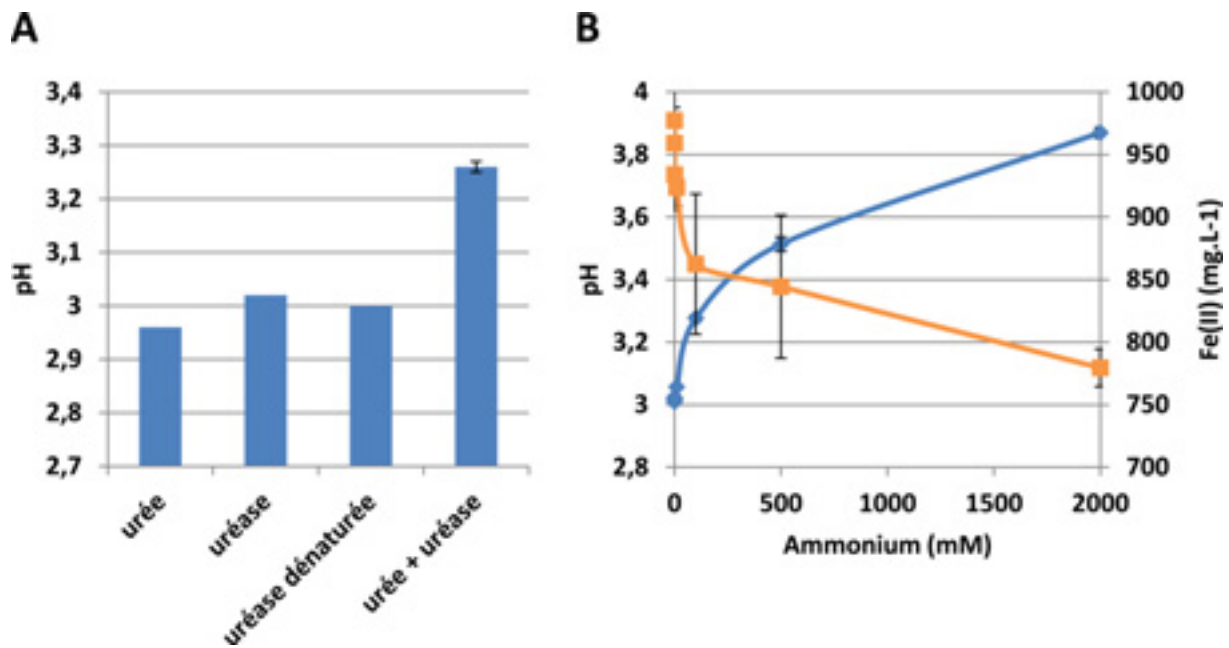 A
pH
3,4
3,3
3,2
3,1
3
2,9
2,8
2,7
urée
uréase
uréase dénaturée
urée + uréase
B
pH
4
3,8
3,6
3,4
3,2
3
2,8
0
500
1000
1500
2000
Ammonium (mM)
1000
950
900
850
800
750
700
Fe(II) (mg.L-1)